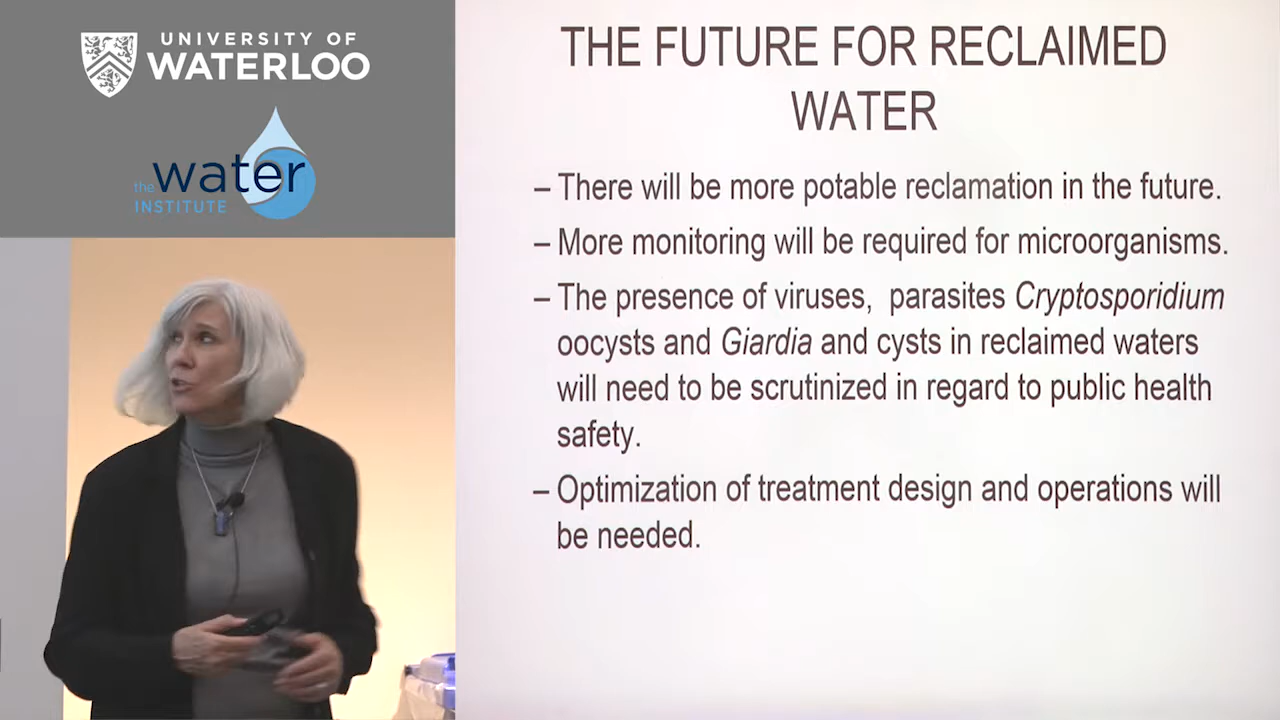 UNIVERSITY OF
WATERLOO
the water
INSTITUTE
THE FUTURE FOR RECLAIMED
WATER
– There will be more potable reclamation in the future.
– More monitoring will be required for microorganisms.
– The presence of viruses, parasites Cryptosporidium
oocysts and Giardia and cysts in reclaimed waters
will need to be scrutinized in regard to public health
safety.
– Optimization of treatment design and operations will
be needed.